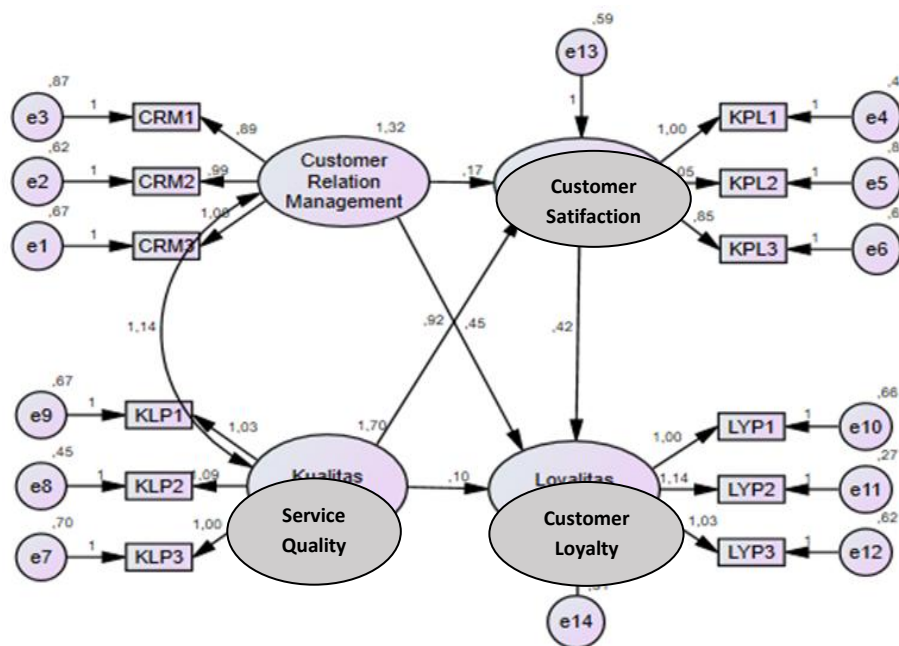 ,59
e13
,87
e3
1
CRM1
,89
1,32
1
1,00
KPL1
1
e4
,62
e2
1
CRM2
,99
Customer
Relation
Management
,17
Customer
Satifaction
KPL2
1
e5
,67
e1
1
CRM3
,85
KPL3
1
e6
1,14
,92
,45
,42
,67
e9
1
KLP1
1,03
1,70
1,00
LYP1
1
,66
e10
,45
e8
1
KLP2
1,09
Kualitas
,10
Loyalitas
1,14
LYP2
1
,27
e11
Service
Quality
Customer
Loyalty
,70
e7
1
KLP3
1,00
1,03
LYP3
1
,62
e12
e14